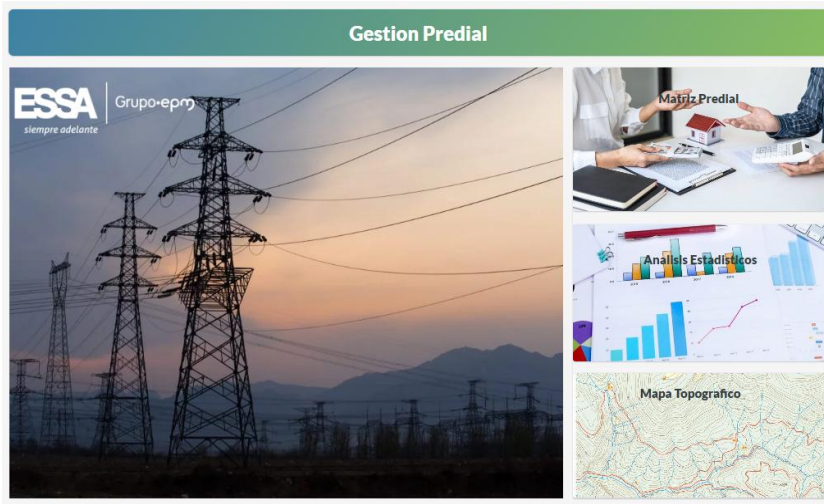 Gestion Predial
ESSA
Grupo•epm
siempre adelante
Matriz Predial
Analisis Estadisticos
Mapa Topografico